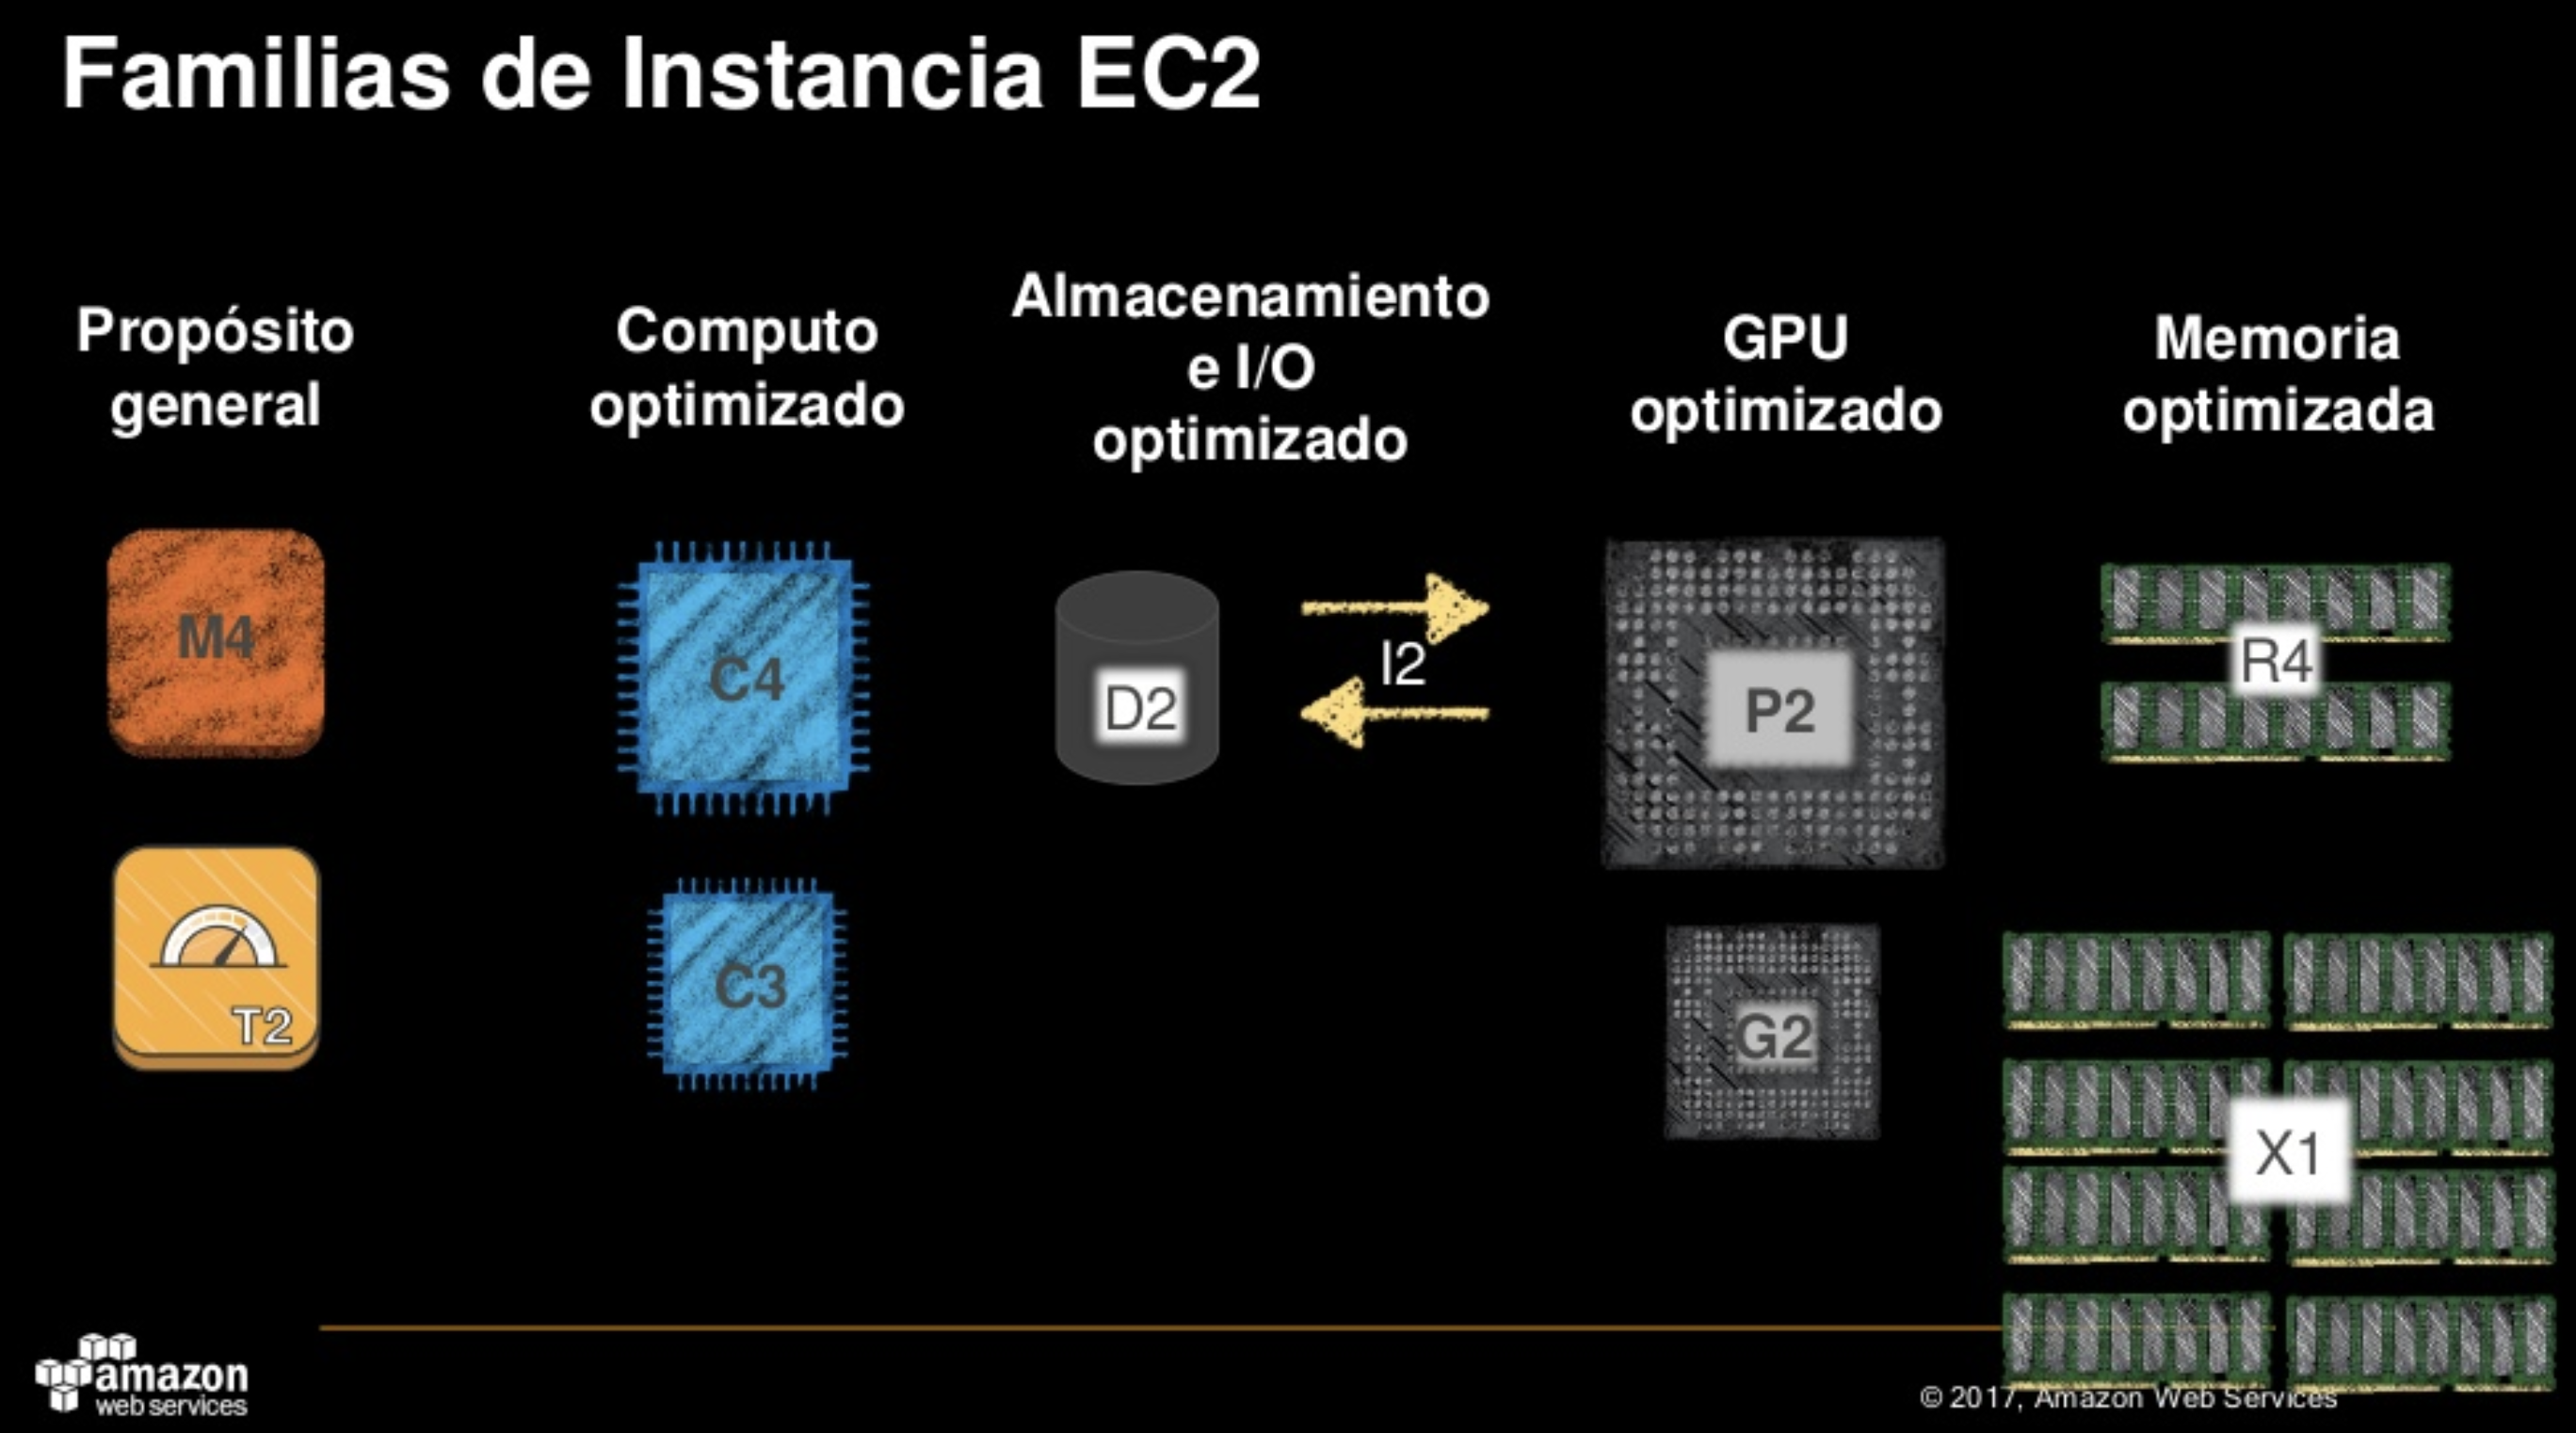 Familias de Instancia EC2
Propósito
general
Computo
optimizado
Almacenamiento
e I/O
optimizado
GPU
optimizado
Memoria
optimizada
M4
T2
C4
C3
D2
I2
P2
G2
R4
X1
amazon
web services
© 2017, Amazon Web Services